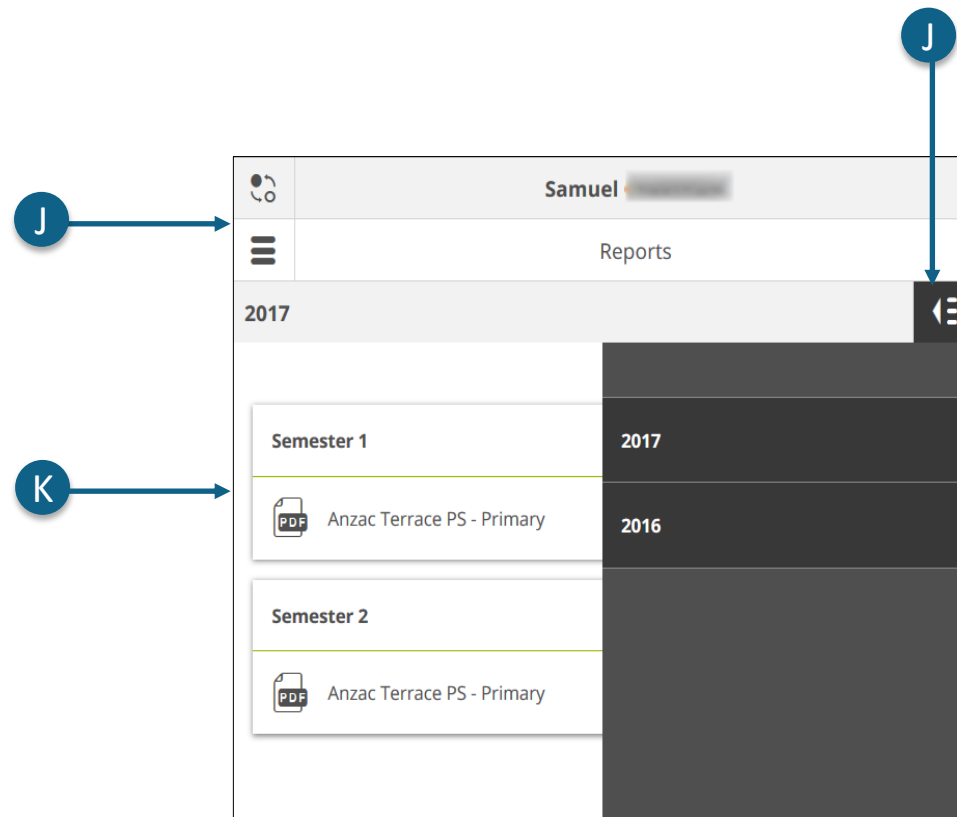 J
J
Samuel
Reports
2017
Semester 1
2017
K
PDF Anzac Terrace PS - Primary
2016
Semester 2
PDF Anzac Terrace PS - Primary